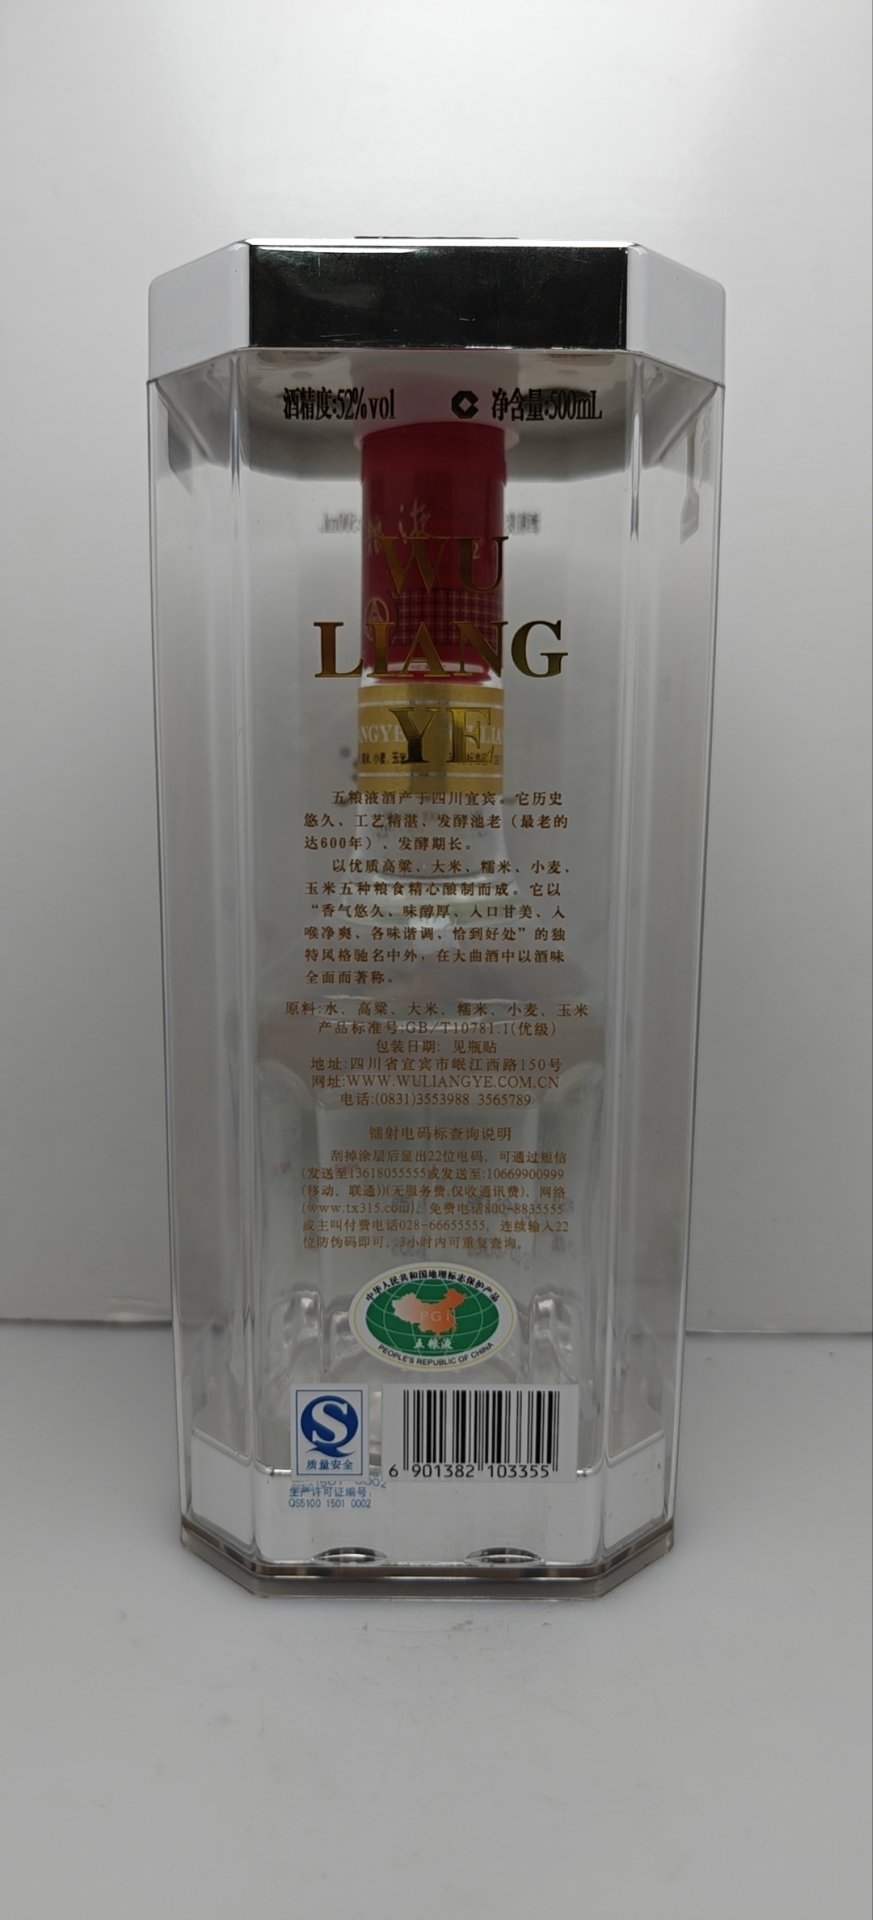 酒精度:52%vol 净含量:500mL
WU
LIANG
YE
五粮液酒产于四川宜宾。它历史
悠久、工艺精湛、发酵池老（最老的
达600年）、发酵期长。
以优质高粱、大米、糯米、小麦、
玉米五种粮食精心酿制而成。它以
“香气悠久、味醇厚、入口甘美、入
喉净爽、各味谐调、恰到好处”的独
特风格驰名中外，在大曲酒中以酒味
全面而著称。
原料:水、高粱、大米、糯米、小麦、玉米
产品标准号:GB/T10781.1(优级)
包装日期: 见瓶贴
地址:四川省宜宾市岷江西路150号
网址:WWW.WULIANGYE.COM.CN
电话:(0831)3553988 3565789
镭射电码标查询说明
刮掉涂层后显出22位电码，可通过短信
(发送至13618055555或发送至:10669900999
(移动、联通))(无服务费,仅收通讯费)、网络
(www.tx315.com)、免费电话800-8835555
或主叫付费电话028-66655555，连续输入22
位防伪码即可，3小时内可重复查询。
中华人民共和国地理标志保护产品
PGI
五粮液
PEOPLE'S REPUBLIC OF CHINA
质量安全
6 901382 103355
生产许可证编号:
QS5100 1501 0002